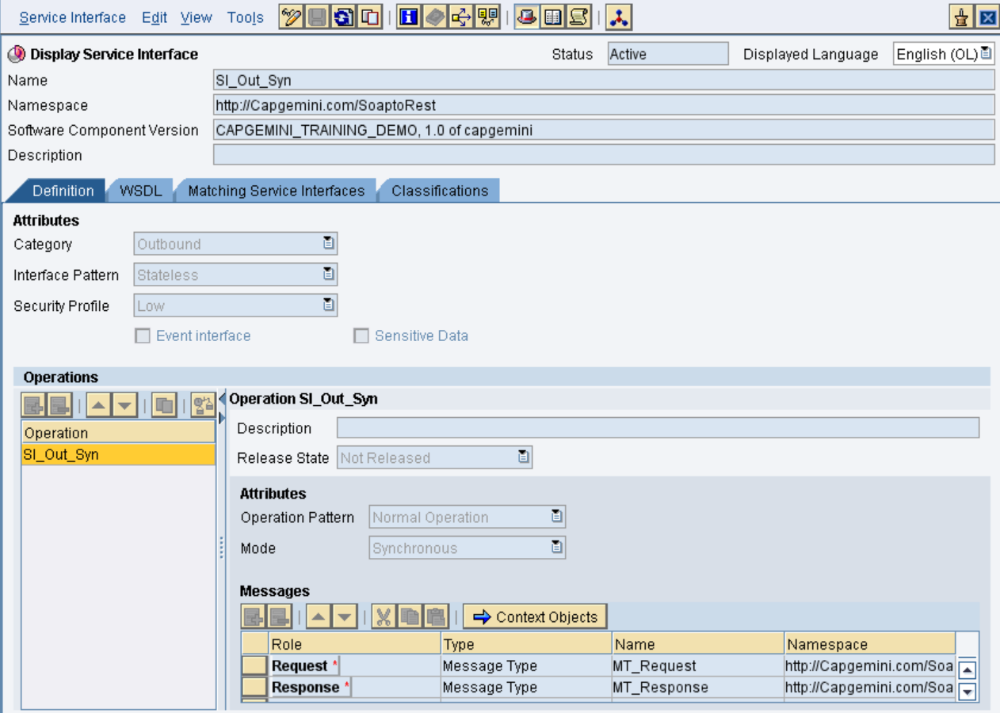 Service Interface Edit View Tools
Display Service Interface Status Active Displayed Language English (OL)
Name SI_Out_Syn
Namespace http://Capgemini.com/SoaptoRest
Software Component Version CAPGEMINI_TRAINING_DEMO, 1.0 of capgemini
Description
Definition WSDL Matching Service Interfaces Classifications
Attributes
Category Outbound
Interface Pattern Stateless
Security Profile Low
Event interface Sensitive Data
Operations
Operation SI_Out_Syn
Operation
SI_Out_Syn
Description
Release State Not Released
Attributes
Operation Pattern Normal Operation
Mode Synchronous
Messages
Context Objects
Role Type Name Namespace
Request * Message Type MT_Request http://Capgemini.com/Soa
Response * Message Type MT_Response http://Capgemini.com/Soa